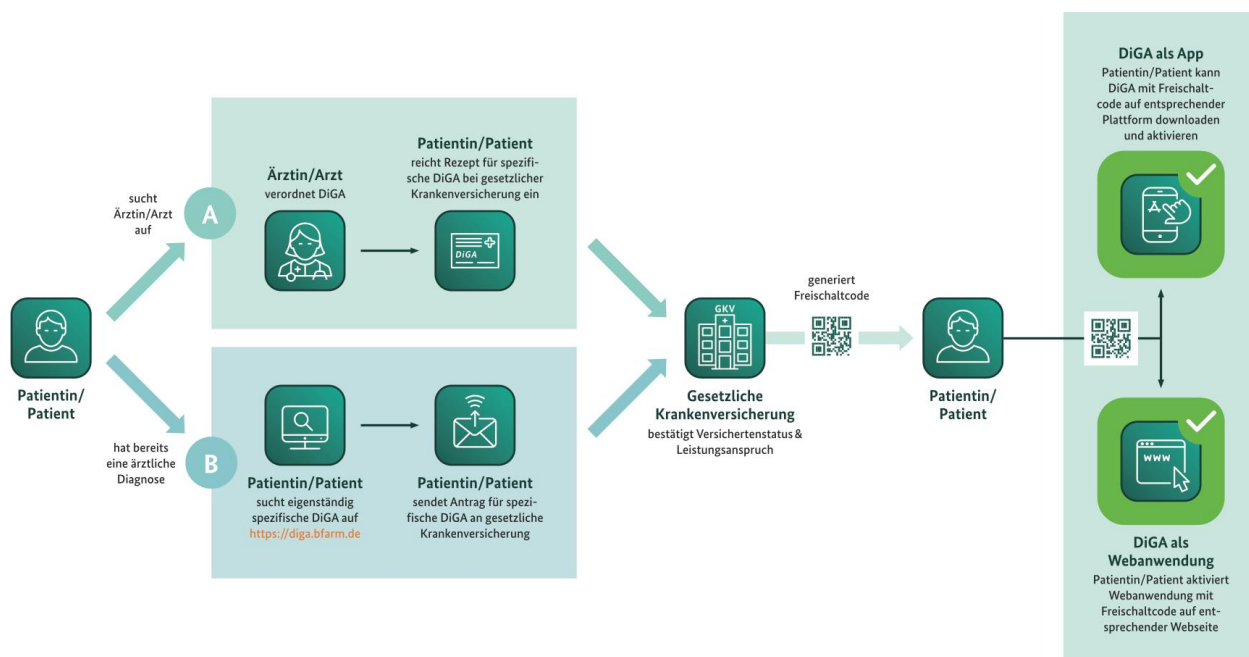 Patientin/
Patient
sucht
Ärztin/Arzt
auf
A
Ärztin/Arzt
verordnet DiGA
Patientin/Patient
reicht Rezept für spezifi-
sche DiGA bei gesetzlicher
Krankenversicherung ein
DiGA
hat bereits
eine ärztliche
Diagnose
B
Patientin/Patient
sucht eigenständig
spezifische DiGA auf
https://diga.bfarm.de
Patientin/Patient
sendet Antrag für spezi-
fische DiGA an gesetzliche
Krankenversicherung
GKV
Gesetzliche
Krankenversicherung
bestätigt Versichertenstatus &
Leistungsanspruch
generiert
Freischaltcode
Patientin/
Patient
DiGA als App
Patientin/Patient kann
DiGA mit Freischalt-
code auf entsprechender
Plattform downloaden
und aktivieren
www
DiGA als
Webanwendung
Patientin/Patient aktiviert
Webanwendung mit
Freischaltcode auf ent-
sprechender Webseite